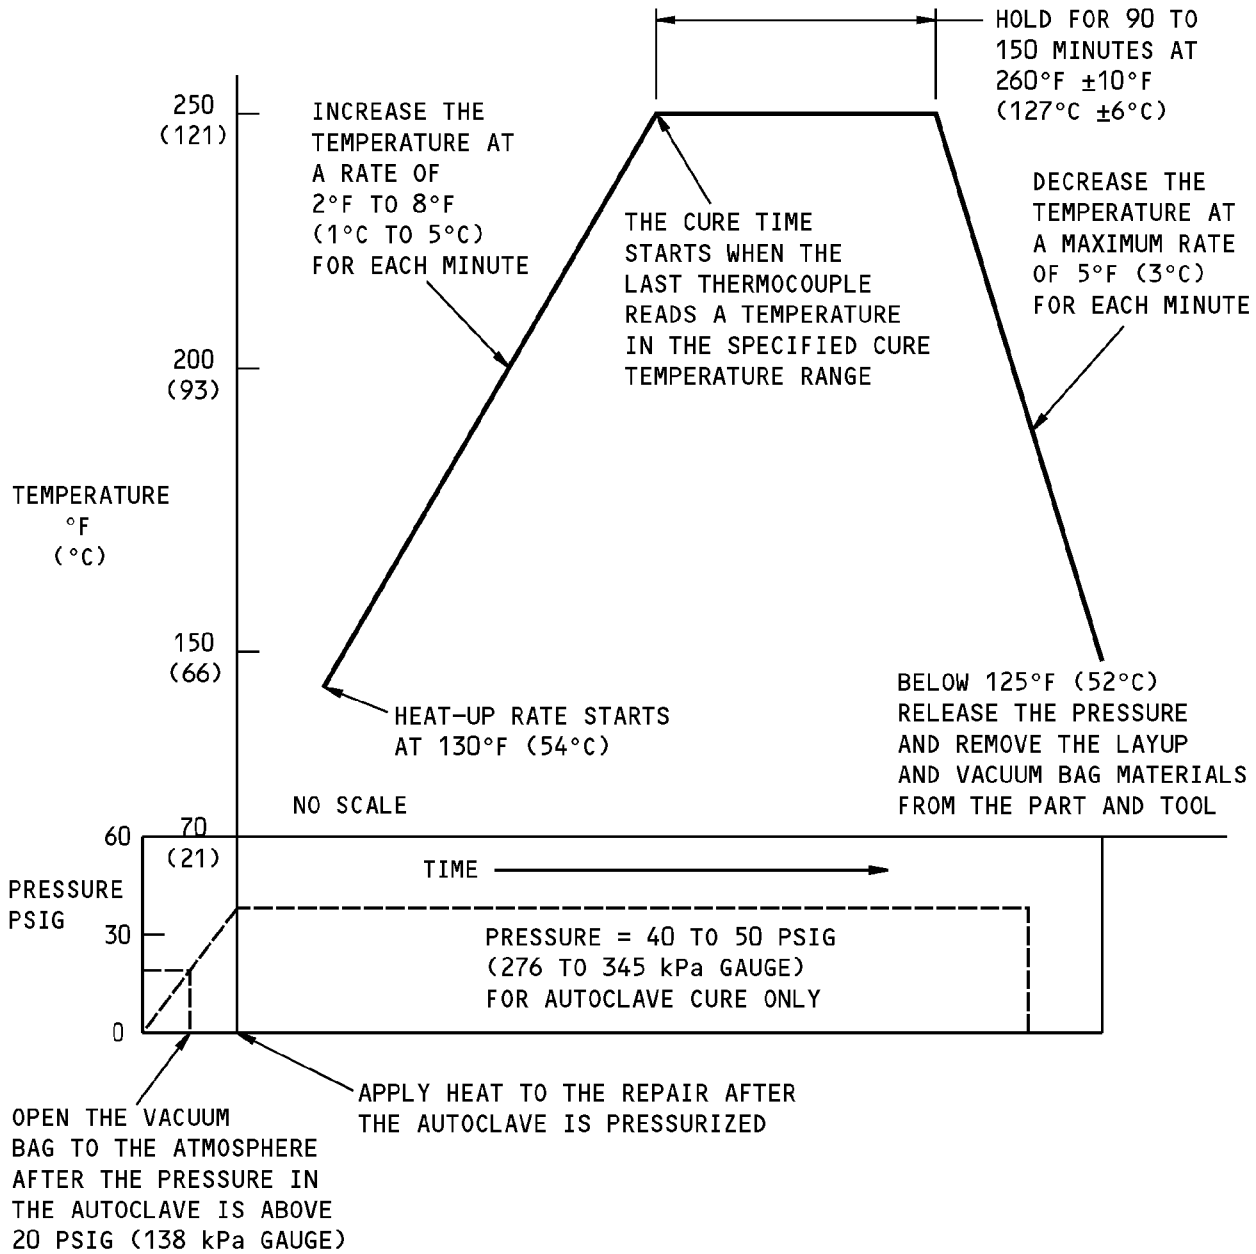 HOLD FOR 90 TO
150 MINUTES AT
260°F ±10°F
(127°C ±6°C)
250
(121)
INCREASE THE
TEMPERATURE AT
A RATE OF
2°F TO 8°F
(1°C TO 5°C)
FOR EACH MINUTE
DECREASE THE
TEMPERATURE AT
A MAXIMUM RATE
OF 5°F (3°C)
FOR EACH MINUTE
THE CURE TIME
STARTS WHEN THE
LAST THERMOCOUPLE
READS A TEMPERATURE
IN THE SPECIFIED CURE
TEMPERATURE RANGE
200
(93)
TEMPERATURE
°F
(°C)
150
(66)
HEAT-UP RATE STARTS
AT 130°F (54°C)
BELOW 125°F (52°C)
RELEASE THE PRESSURE
AND REMOVE THE LAYUP
AND VACUUM BAG MATERIALS
FROM THE PART AND TOOL
NO SCALE
70
(21)
60
TIME
PRESSURE
PSIG
30
0
PRESSURE = 40 TO 50 PSIG
(276 TO 345 kPa GAUGE)
FOR AUTOCLAVE CURE ONLY
APPLY HEAT TO THE REPAIR AFTER
THE AUTOCLAVE IS PRESSURIZED
OPEN THE VACUUM
BAG TO THE ATMOSPHERE
AFTER THE PRESSURE IN
THE AUTOCLAVE IS ABOVE
20 PSIG (138 kPa GAUGE)